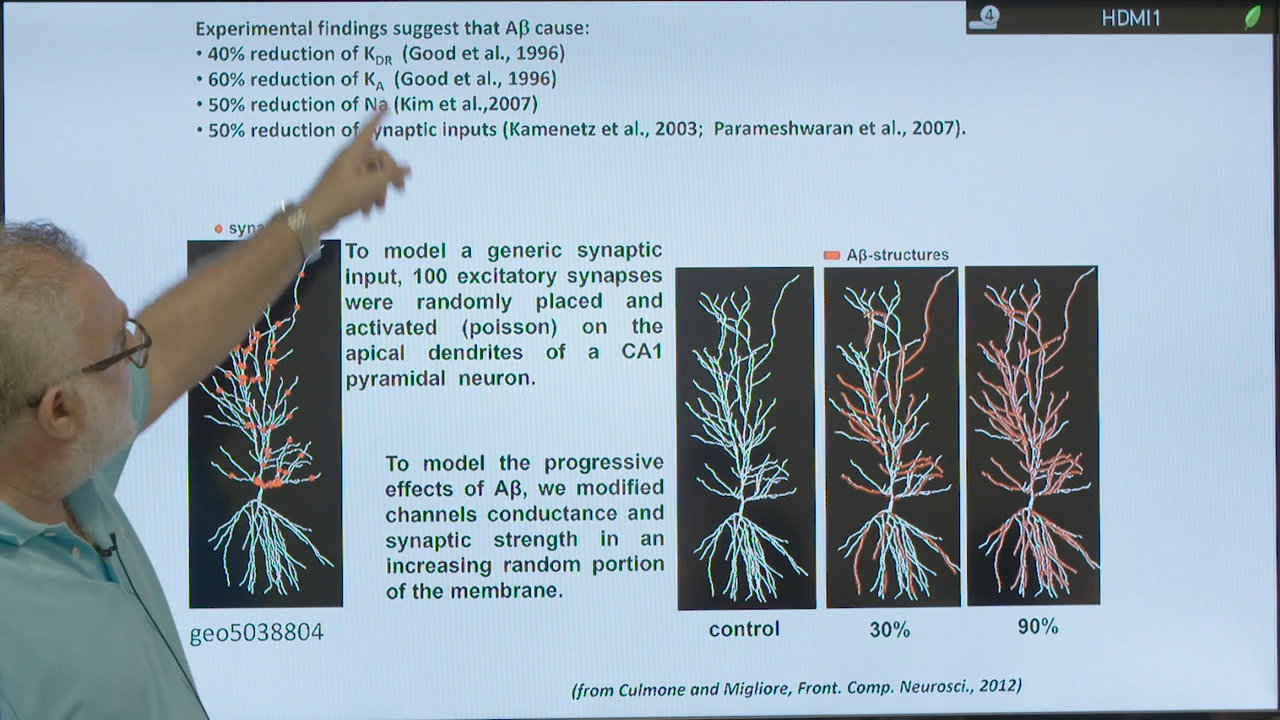 4 HDMI1
Experimental findings suggest that Aβ cause:
• 40% reduction of KDR (Good et al., 1996)
• 60% reduction of KA (Good et al., 1996)
• 50% reduction of Na (Kim et al.,2007)
• 50% reduction of synaptic inputs (Kamenetz et al., 2003; Parameshwaran et al., 2007).
To model a generic synaptic
input, 100 excitatory synapses
were randomly placed and
activated (poisson) on the
apical dendrites of a CA1
pyramidal neuron.
To model the progressive
effects of Aβ, we modified
channels conductance and
synaptic strength in an
increasing random portion
of the membrane.
geo5038804
Aβ-structures
control
30%
90%
(from Culmone and Migliore, Front. Comp. Neurosci., 2012)